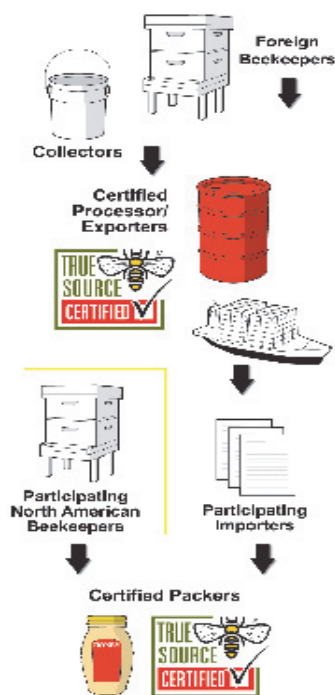 Foreign
Beekeepers
Collectors
Certified
Processor/
Exporters
TRUE
SOURCE
CERTIFIED
Participating
North American
Beekeepers
Participating
Importers
Certified Packers
TRUE
SOURCE
CERTIFIED